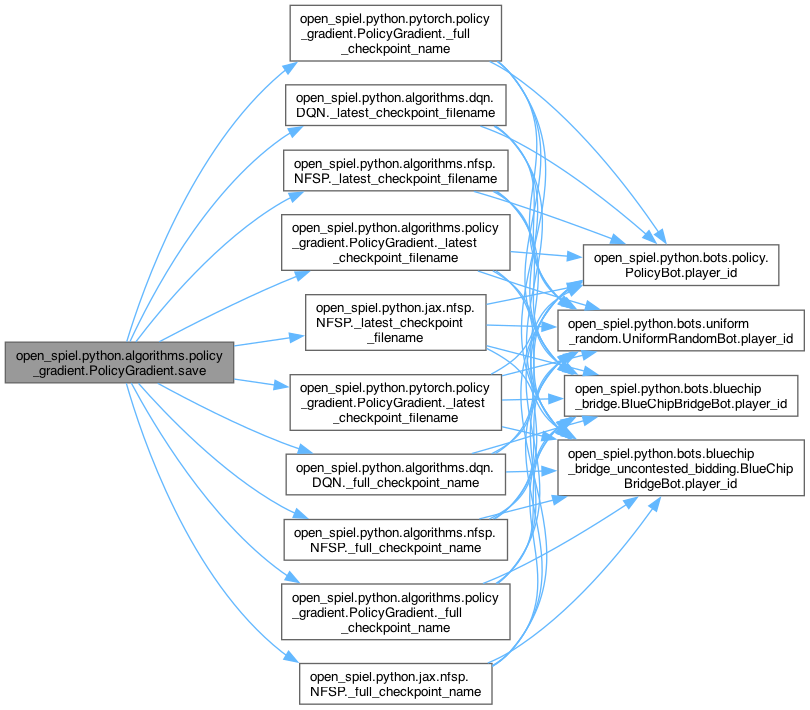 open_spiel.python.algorithms.policy
_gradient.PolicyGradient.save
open_spiel.python.pytorch.policy
_gradient.PolicyGradient._full
_checkpoint_name
open_spiel.python.algorithms.dqn.
DQN._latest_checkpoint_filename
open_spiel.python.algorithms.nfsp.
NFSP._latest_checkpoint_filename
open_spiel.python.algorithms.policy
_gradient.PolicyGradient._latest
_checkpoint_filename
open_spiel.python.jax.nfsp.
NFSP._latest_checkpoint
_filename
open_spiel.python.pytorch.policy
_gradient.PolicyGradient._latest
_checkpoint_filename
open_spiel.python.algorithms.dqn.
DQN._full_checkpoint_name
open_spiel.python.algorithms.nfsp.
NFSP._full_checkpoint_name
open_spiel.python.algorithms.policy
_gradient.PolicyGradient._full
_checkpoint_name
open_spiel.python.jax.nfsp.
NFSP._full_checkpoint_name
open_spiel.python.bots.policy.
PolicyBot.player_id
open_spiel.python.bots.uniform
_random.UniformRandomBot.player_id
open_spiel.python.bots.bluechip
_bridge.BlueChipBridgeBot.player_id
open_spiel.python.bots.bluechip
_bridge_uncontested_bidding.BlueChip
BridgeBot.player_id